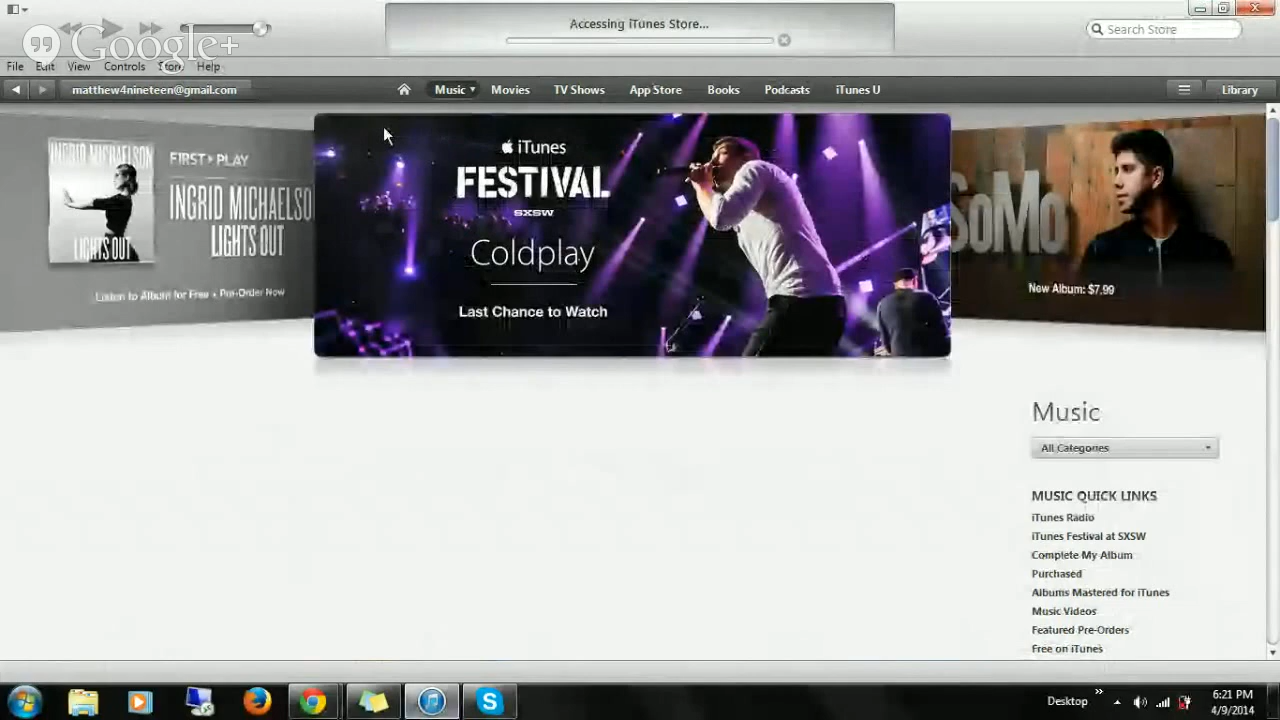 Accessing iTunes Store...
Search Store
Google+
File Edit View Controls Store Help
matthew4nineteen@gmail.com
Music
Movies
TV Shows
App Store
Books
Podcasts
iTunes U
Library
INGRID MICHAELSON
LIGHTS OUT
FIRST PLAY
INGRID MICHAELSO
LIGHTS OUT
Listen to Album for Free • Pre-Order Now
iTunes
FESTIVAL
SXSW
Coldplay
Last Chance to Watch
SoMo
New Album: $7.99
Music
All Categories
MUSIC QUICK LINKS
iTunes Radio
iTunes Festival at SXSW
Complete My Album
Purchased
Albums Mastered for iTunes
Music Videos
Featured Pre-Orders
Free on iTunes
Desktop
6:21 PM
4/9/2014